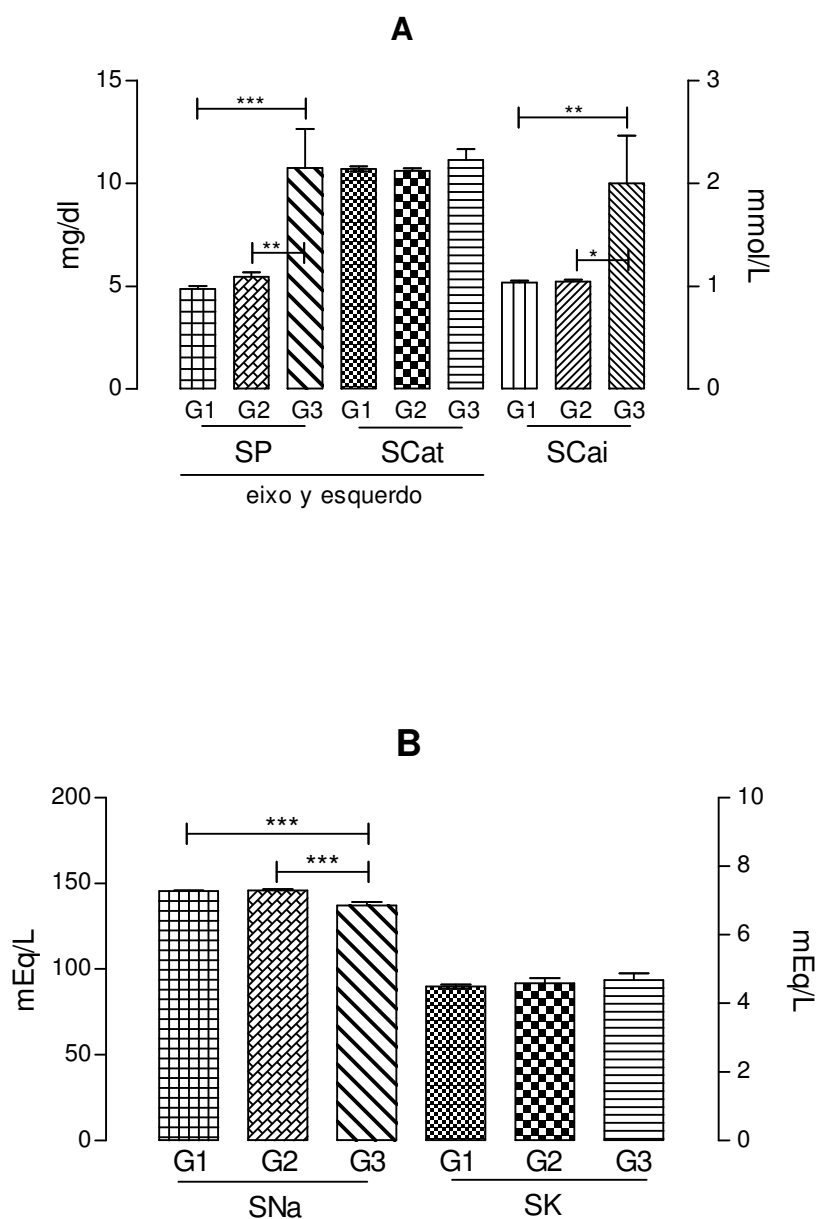 A
15 3
*** **
10 2
mg/dl mmol/L
** *
5 1
0 0
G1 G2 G3 G1 G2 G3 G1 G2 G3
SP SCat SCai
eixo y esquerdo
B
200 10
***
*** 8
150
6
mEq/L 100 mEq/L
4
50
2
0 0
G1 G2 G3 G1 G2 G3
SNa SK